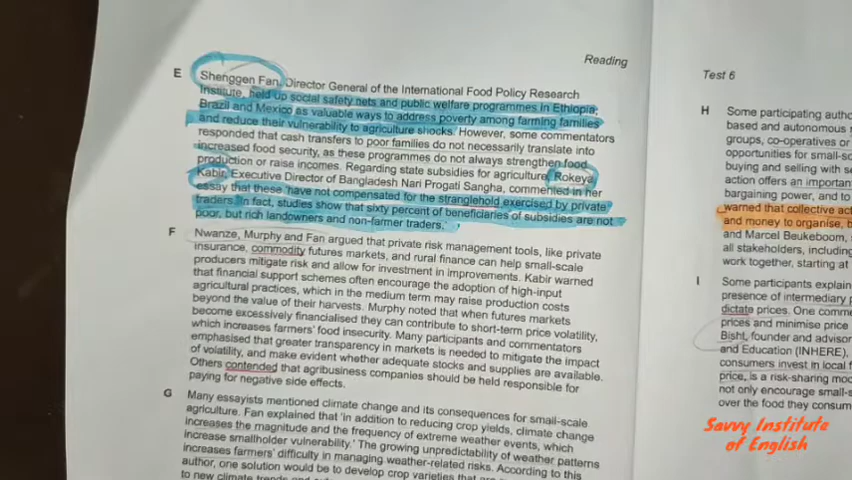 Reading
E
Shenggen Fan, Director General of the International Food Policy Research
Institute, held up social safety nets and public welfare programmes in Ethiopia,
Brazil and Mexico as valuable ways to address poverty among farming families
and reduce their vulnerability to agriculture shocks. However, some commentators
responded that cash transfers to poor families do not necessarily translate into
increased food security, as these programmes do not always strengthen food
production or raise incomes. Regarding state subsidies for agriculture, Rokeya
Kabir, Executive Director of Bangladesh Nari Progati Sangha, commented in her
essay that these 'have not compensated for the stranglehold exercised by private
traders. In fact, studies show that sixty percent of beneficiaries of subsidies are not
poor, but rich landowners and non-farmer traders.'
F
Nwanze, Murphy and Fan argued that private risk management tools, like private
insurance, commodity futures markets, and rural finance can help small-scale
producers mitigate risk and allow for investment in improvements. Kabir warned
that financial support schemes often encourage the adoption of high-input
agricultural practices, which in the medium term may raise production costs
beyond the value of their harvests. Murphy noted that when futures markets
become excessively financialised they can contribute to short-term price volatility,
which increases farmers' food insecurity. Many participants and commentators
emphasised that greater transparency in markets is needed to mitigate the impact
of volatility, and make evident whether adequate stocks and supplies are available.
Others contended that agribusiness companies should be held responsible for
paying for negative side effects.
G
Many essayists mentioned climate change and its consequences for small-scale
agriculture. Fan explained that 'in addition to reducing crop yields, climate change
increases the magnitude and the frequency of extreme weather events, which
increase smallholder vulnerability.' The growing unpredictability of weather patterns
increases farmers' difficulty in managing weather-related risks. According to this
author, one solution would be to develop crop varieties that are
to new climate trends and
Test 6
H
Some participating autho
based and autonomous
groups, co-operatives or
opportunities for small-sc
buying and selling with se
action offers an important
bargaining power, and to
warned that collective act
and money to organise, b
and Marcel Beukeboom,
all stakeholders, including
work together, starting at
I
Some participants explain
presence of intermediary p
dictate prices. One comme
prices and minimise price
Bisht, founder and advisor
and Education (INHERE),
consumers invest in local f
price, is a risk-sharing mod
not only encourage small-s
over the food they consum
Savvy Institute
of English